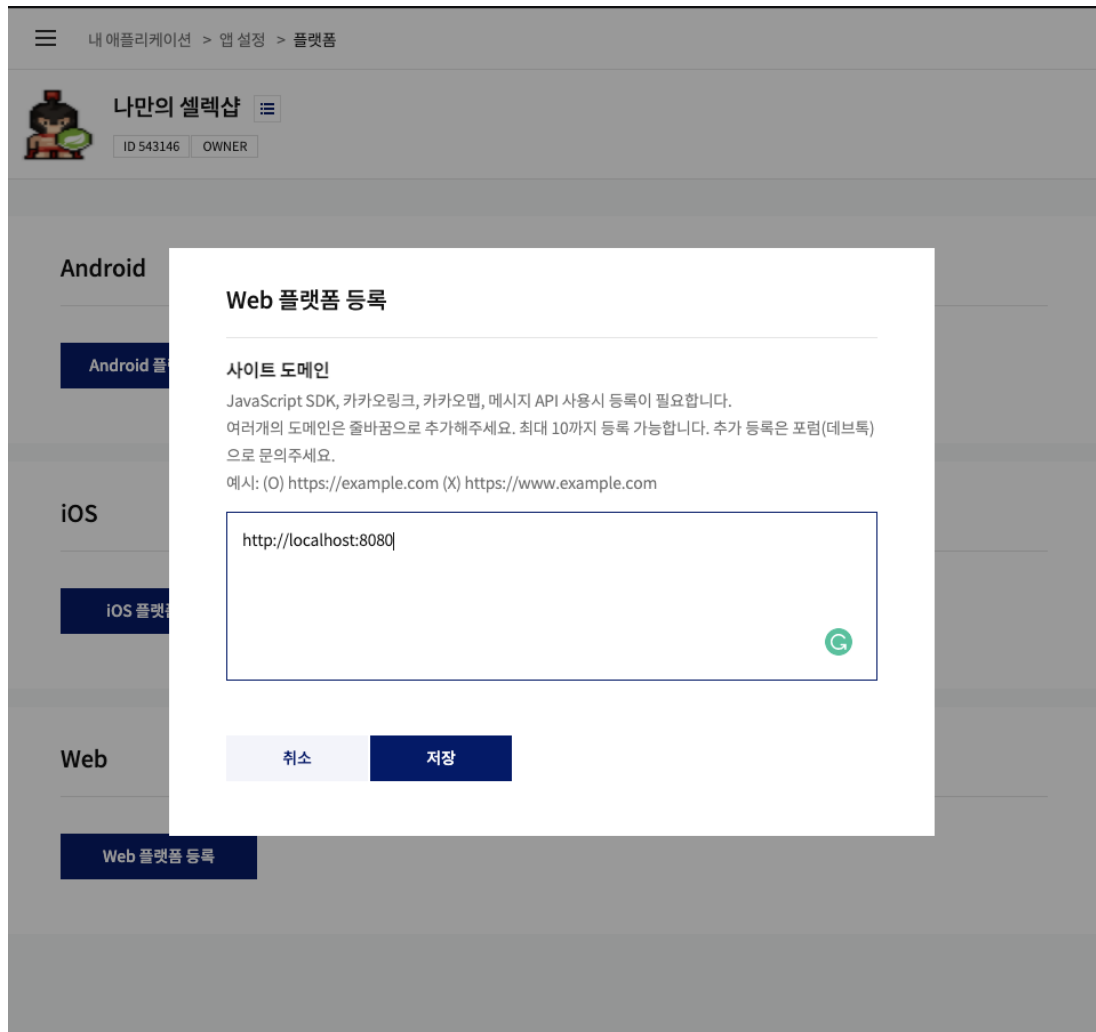 내 애플리케이션 > 앱 설정 > 플랫폼
나만의 셀렉샵
ID 543146 OWNER
Android
Android 플
Web 플랫폼 등록
사이트 도메인
JavaScript SDK, 카카오링크, 카카오맵, 메시지 API 사용시 등록이 필요합니다.
여러개의 도메인은 줄바꿈으로 추가해주세요. 최대 10까지 등록 가능합니다. 추가 등록은 포럼(데브톡)
으로 문의주세요.
예시: (O) https://example.com (X) https://www.example.com
http://localhost:8080
취소 저장
iOS
iOS 플랫
Web
Web 플랫폼 등록